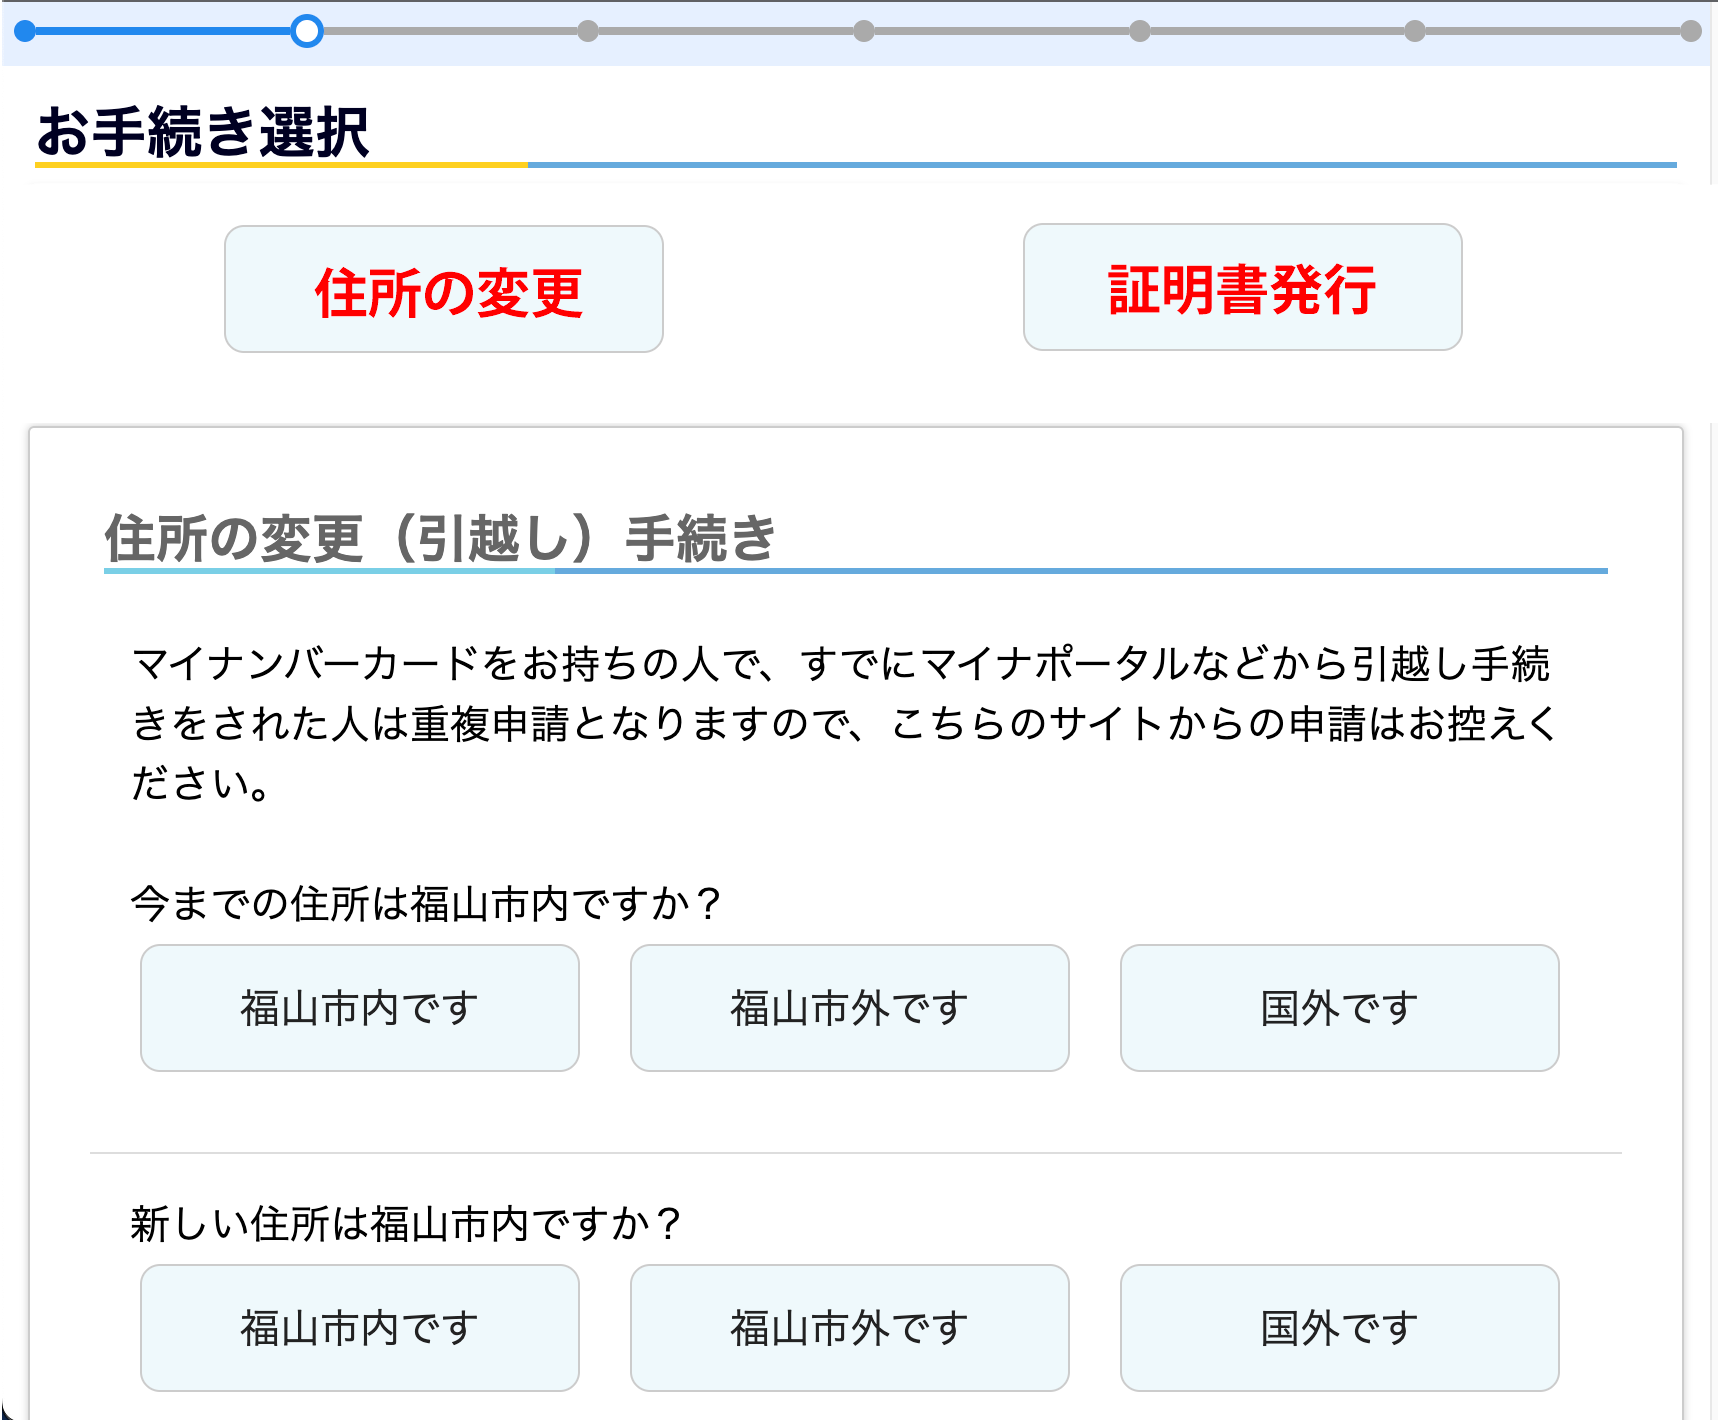 お手続き選択
住所の変更
証明書発行
住所の変更（引越し）手続き
マイナンバーカードをお持ちの人で、すでにマイナポータルなどから引越し手続
きをされた人は重複申請となりますので、こちらのサイトからの申請はお控えく
ださい。
今までの住所は福山市内ですか？
福山市内です
福山市外です
国外です
新しい住所は福山市内ですか？
福山市内です
福山市外です
国外です